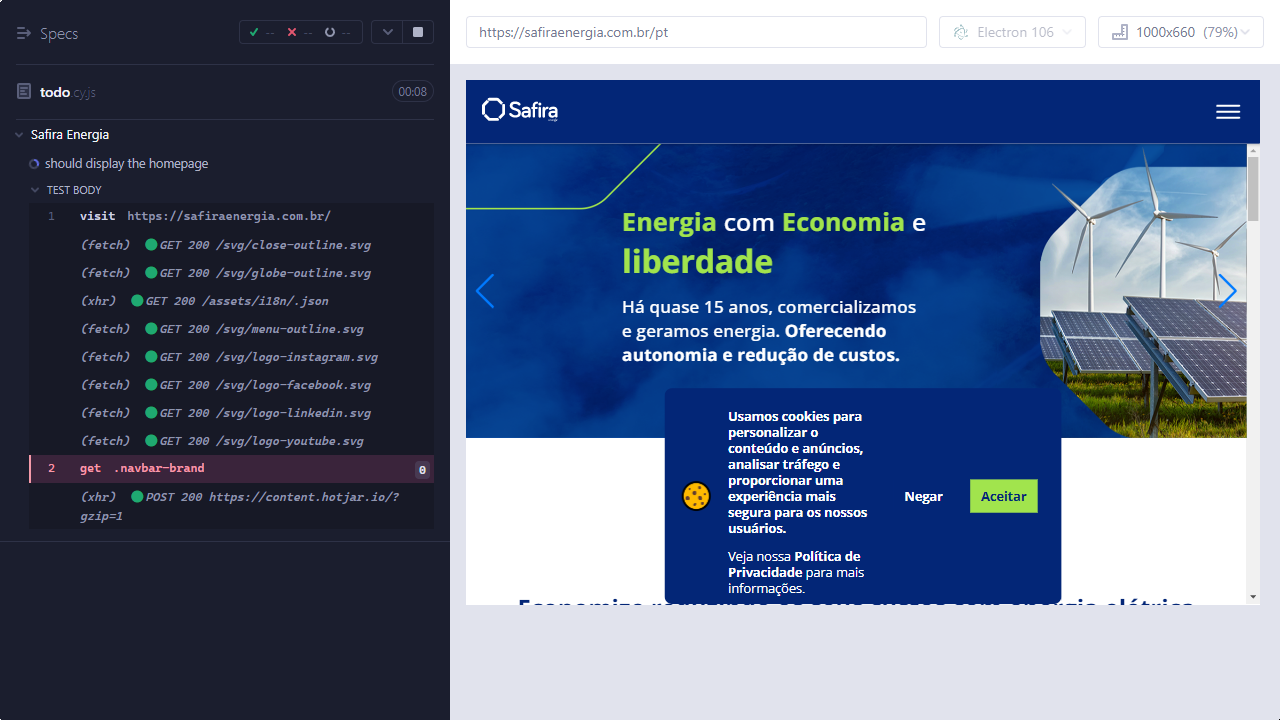 Specs
--
--
--
todo.cy.js
00:08
Safira Energia
should display the homepage
TEST BODY
1 visit https://safiraenergia.com.br/
(fetch) GET 200 /svg/close-outline.svg
(fetch) GET 200 /svg/globe-outline.svg
(xhr) GET 200 /assets/i18n/.json
(fetch) GET 200 /svg/menu-outline.svg
(fetch) GET 200 /svg/logo-instagram.svg
(fetch) GET 200 /svg/logo-facebook.svg
(fetch) GET 200 /svg/logo-linkedin.svg
(fetch) GET 200 /svg/logo-youtube.svg
2 get .navbar-brand 0
(xhr) POST 200 https://content.hotjar.io/?
gzip=1
https://safiraenergia.com.br/pt
Electron 106
1000x660 (79%)
Safira
Energia com Economia e
liberdade
Há quase 15 anos, comercializamos
e geramos energia. Oferecendo
autonomia e redução de custos.
Usamos cookies para
personalizar o
conteúdo e anúncios,
analisar tráfego e
proporcionar uma
experiência mais
segura para os nossos
usuários.
Veja nossa Política de
Privacidade para mais
informações.
Negar
Aceitar